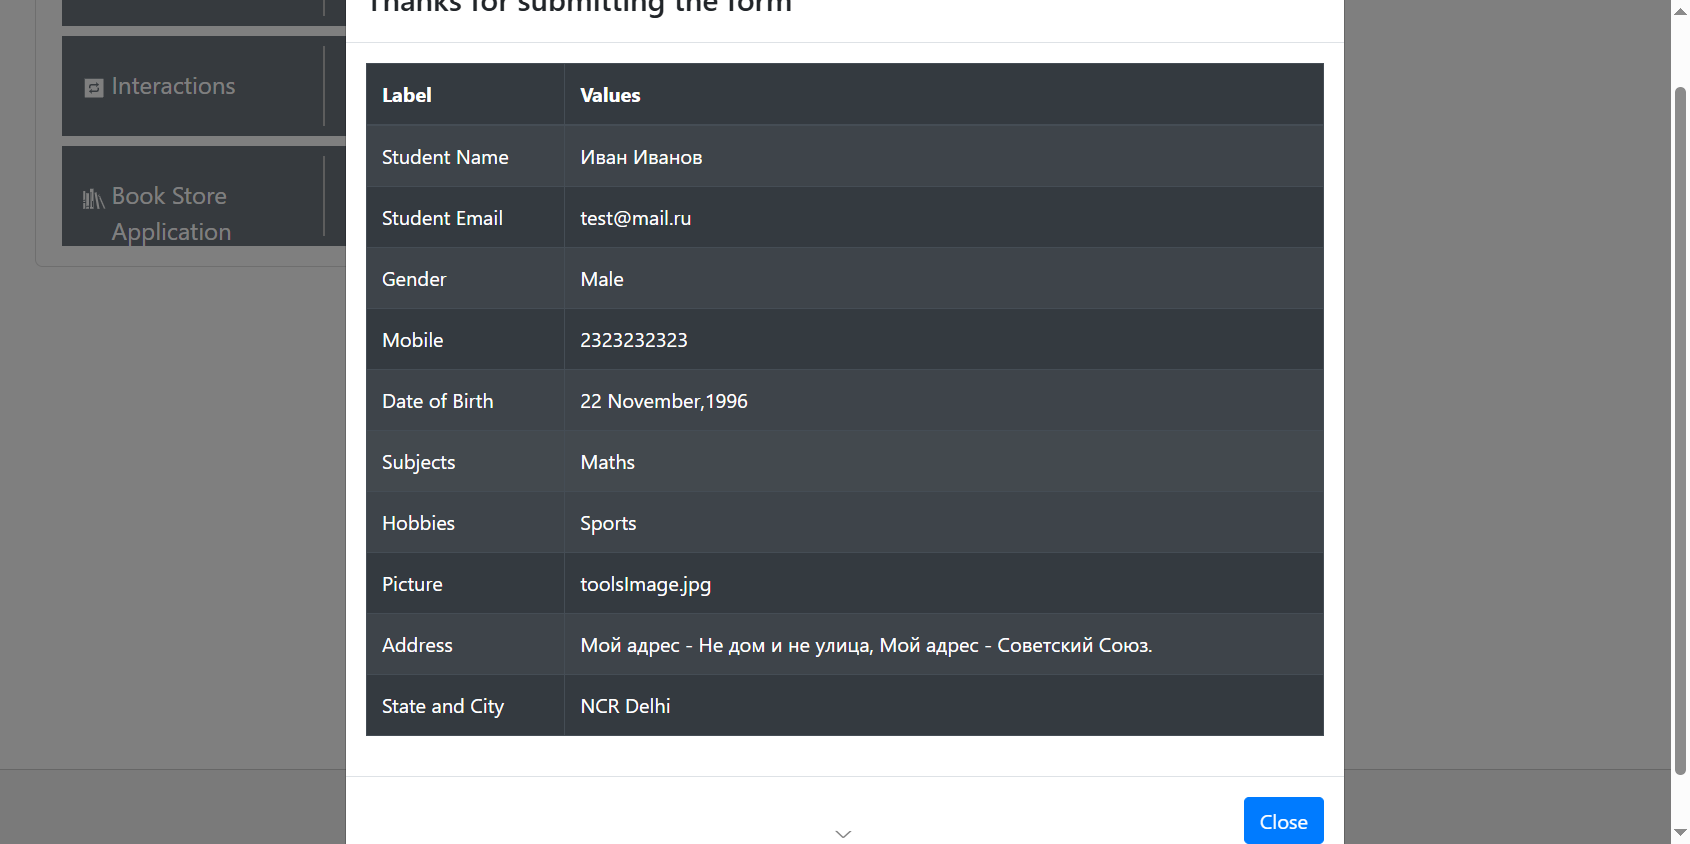 Thanks for submitting the form
Interactions
Book Store
Application
Label Values
Student Name Иван Иванов
Student Email test@mail.ru
Gender Male
Mobile 2323232323
Date of Birth 22 November,1996
Subjects Maths
Hobbies Sports
Picture toolsImage.jpg
Address Мой адрес - Не дом и не улица, Мой адрес - Советский Союз.
State and City NCR Delhi
Close